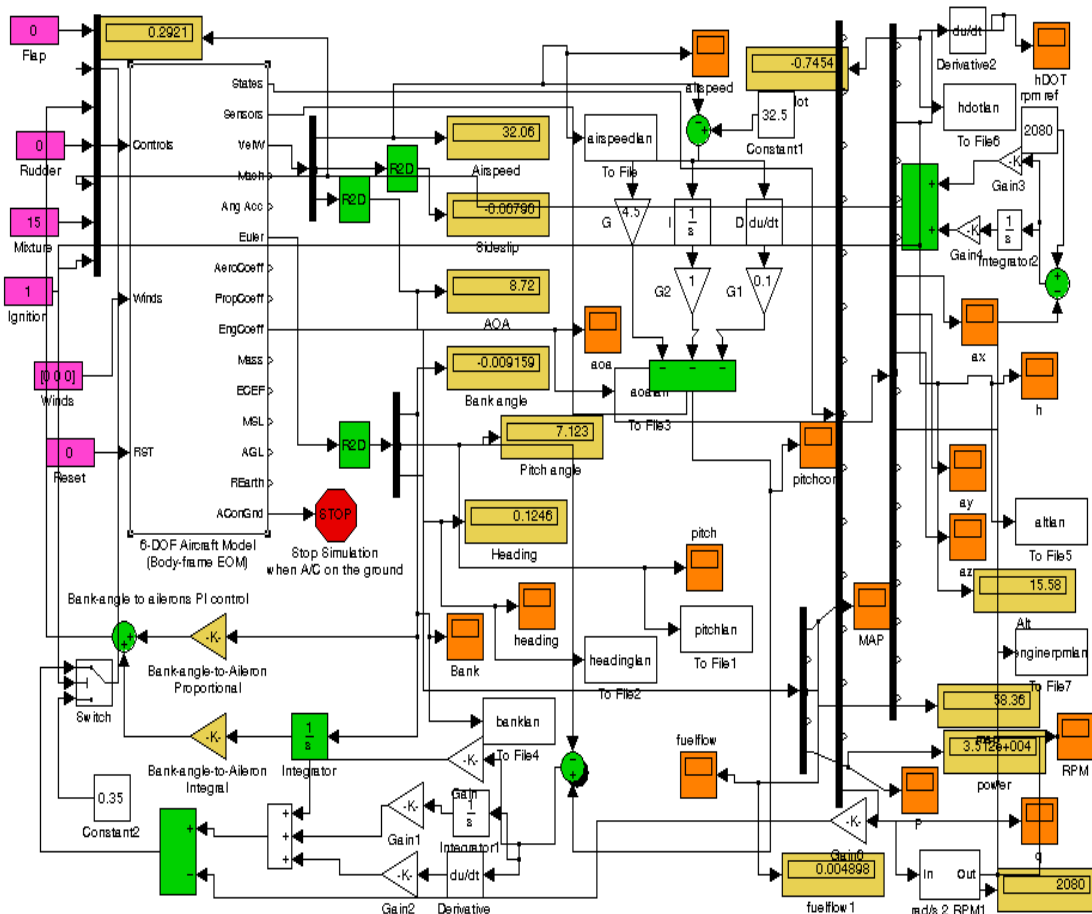 0
Flap
0.2921
States
Sensors
VelW
Mach
Ang Acc
Euler
AeroCoeff
PropCoeff
EngCoeff
Mass
ECEF
MSL
AGL
REarth
AConGnd
Controls
Winds
RST
6-DOF Aircraft Model
(Body-frame EOM)
0
Rudder
15
Mixture
1
Ignition
[0 0 0]
Winds
0
Reset
STOP
Stop Simulation
when A/C on the ground
R2D
R2D
R2D
32.06
Airspeed
-0.00790
Sideslip
8.72
AOA
-0.009159
Bank angle
7.123
Pitch angle
0.1246
Heading
airspeed
airspeedlan
To File
-0.7454
32.5
Constant1
4.5
G
1
s
I
du/dt
D
1
G2
0.1
G1
aoa
To File3
pitch
pitchlan
To File1
heading
headinglan
To File2
Bank
banklan
To File4
du/dt
Derivative2
hDOT
rpm ref
hdotlan
To File6
2080
-K-
Gain3
-K-
Gain4
1
s
Integrator2
ax
h
ay
az
altlan
To File5
15.58
Alt
enginerpmlan
To File7
MAP
58.36
3.512e+004
power
RPM
P
q
fuelflow
0.004898
fuelflow1
-K-
In
Out
rad/s 2 RPM1
2080
Bank-angle to ailerons PI control
-K-
Bank-angle-to-Aileron
Proportional
Switch
-K-
Bank-angle-to-Aileron
Integral
1
s
Integrator
0.35
Constant2
-K-
Gain
-K-
Gain1
1
s
Integrator1
-K-
Gain2
du/dt
Derivative